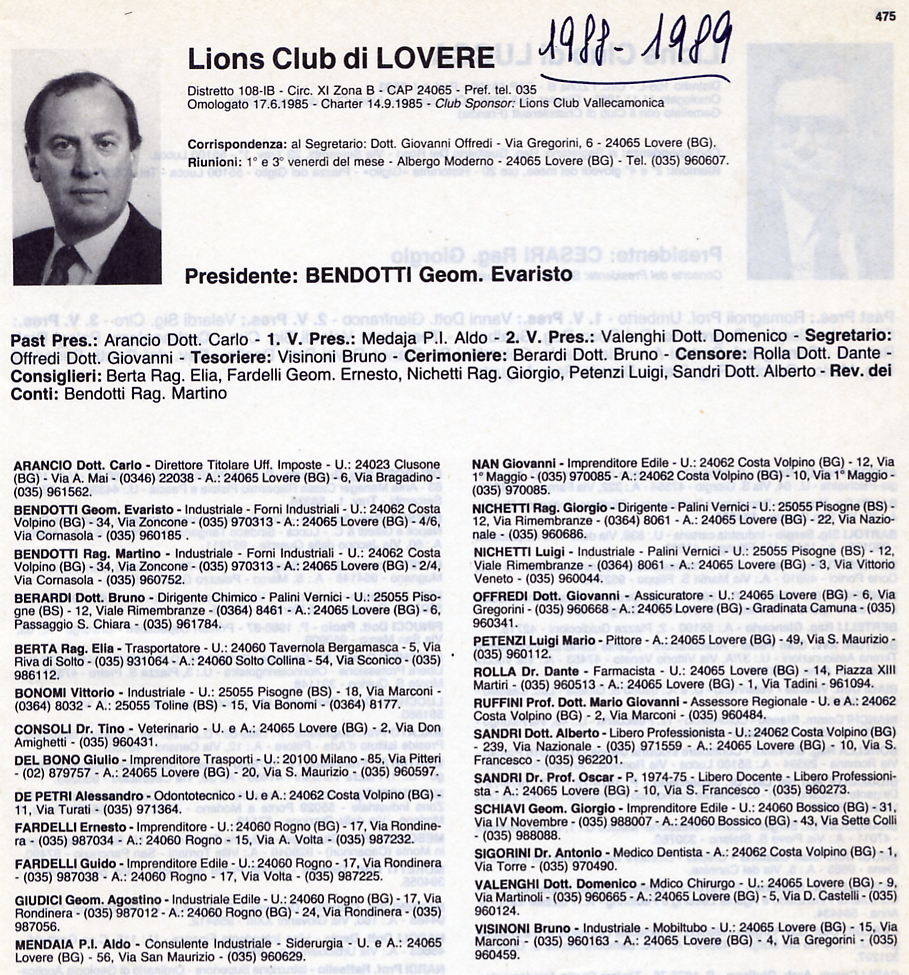 475
Lions Club di LOVERE 1988-1989
Distretto 108-IB - Circ. XI Zona B - CAP 24065 - Pref. tel. 035
Omologato 17.6.1985 - Charter 14.9.1985 - Club Sponsor: Lions Club Vallecamonica
Corrispondenza: al Segretario: Dott. Giovanni Offredi - Via Gregorini, 6 - 24065 Lovere (BG).
Riunioni: 1° e 3° venerdì del mese - Albergo Moderno - 24065 Lovere (BG) - Tel. (035) 960607.
Presidente: BENDOTTI Geom. Evaristo
Past Pres.: Arancio Dott. Carlo - 1. V. Pres.: Medaja P.I. Aldo - 2. V. Pres.: Valenghi Dott. Domenico - Segretario:
Offredi Dott. Giovanni - Tesoriere: Visinoni Bruno - Cerimoniere: Berardi Dott. Bruno - Censore: Rolla Dott. Dante -
Consiglieri: Berta Rag. Elia, Fardelli Geom. Ernesto, Nichetti Rag. Giorgio, Petenzi Luigi, Sandri Dott. Alberto - Rev. dei
Conti: Bendotti Rag. Martino
ARANCIO Dott. Carlo - Direttore Titolare Uff. Imposte - U.: 24023 Clusone
(BG) - Via A. Mai - (0346) 22038 - A.: 24065 Lovere (BG) - 6, Via Bragadino -
(035) 961562.
BENDOTTI Geom. Evaristo - Industriale - Forni Industriali - U.: 24062 Costa
Volpino (BG) - 34, Via Zoncone - (035) 970313 - A.: 24065 Lovere (BG) - 4/6,
Via Cornasola - (035) 960185 .
BENDOTTI Rag. Martino - Industriale - Forni Industriali - U.: 24062 Costa
Volpino (BG) - 34, Via Zoncone - (035) 970313 - A.: 24065 Lovere (BG) - 2/4,
Via Cornasola - (035) 960752.
BERARDI Dott. Bruno - Dirigente Chimico - Palini Vernici - U.: 25055 Piso-
gne (BS) - 12, Viale Rimembranze - (0364) 8461 - A.: 24065 Lovere (BG) - 6,
Passaggio S. Chiara - (035) 961784.
BERTA Rag. Elia - Trasportatore - U.: 24060 Tavernola Bergamasca - 5, Via
Riva di Solto - (035) 931064 - A.: 24060 Solto Collina - 54, Via Sconico - (035)
986112.
BONOMI Vittorio - Industriale - U.: 25055 Pisogne (BS) - 18, Via Marconi -
(0364) 8032 - A.: 25055 Toline (BS) - 15, Via Bonomi - (0364) 8177.
CONSOLI Dr. Tino - Veterinario - U. e A.: 24065 Lovere (BG) - 2, Via Don
Amighetti - (035) 960431.
DEL BONO Giulio - Imprenditore Trasporti - U.: 20100 Milano - 85, Via Pitteri
- (02) 879757 - A.: 24065 Lovere (BG) - 20, Via S. Maurizio - (035) 960597.
DE PETRI Alessandro - Odontotecnico - U. e A.: 24062 Costa Volpino (BG) -
11, Via Turati - (035) 971364.
FARDELLI Ernesto - Imprenditore - U.: 24060 Rogno (BG) - 17, Via Rondine-
ra - (035) 987034 - A.: 24060 Rogno - 15, Via A. Volta - (035) 987232.
FARDELLI Guido - Imprenditore Edile - U.: 24060 Rogno - 17, Via Rondinera
- (035) 987038 - A.: 24060 Rogno - 17, Via Volta - (035) 987225.
GIUDICI Geom. Agostino - Industriale Edile - U.: 24060 Rogno (BG) - 17, Via
Rondinera - (035) 987012 - A.: 24060 Rogno (BG) - 24, Via Rondinera - (035)
987056.
MENDAIA P.I. Aldo - Consulente Industriale - Siderurgia - U. e A.: 24065
Lovere (BG) - 56, Via San Maurizio - (035) 960629.
NAN Giovanni - Imprenditore Edile - U.: 24062 Costa Volpino (BG) - 12, Via
1° Maggio - (035) 970085 - A.: 24062 Costa Volpino (BG) - 10, Via 1° Maggio -
(035) 970085.
NICHETTI Rag. Giorgio - Dirigente - Palini Vernici - U.: 25055 Pisogne (BS) -
12, Via Rimembranze - (0364) 8061 - A.: 24065 Lovere (BG) - 22, Via Nazio-
nale - (035) 960686.
NICHETTI Luigi - Industriale - Palini Vernici - U.: 25055 Pisogne (BS) - 12,
Viale Rimembranze - (0364) 8061 - A.: 24065 Lovere (BG) - 3, Via Vittorio
Veneto - (035) 960044.
OFFREDI Dott. Giovanni - Assicuratore - U.: 24065 Lovere (BG) - 6, Via
Gregorini - (035) 960668 - A.: 24065 Lovere (BG) - Gradinata Camuna - (035)
960341.
PETENZI Luigi Mario - Pittore - A.: 24065 Lovere (BG) - 49, Via S. Maurizio -
(035) 960112.
ROLLA Dr. Dante - Farmacista - U.: 24065 Lovere (BG) - 14, Piazza XIII
Martiri - (035) 960513 - A.: 24065 Lovere (BG) - 1, Via Tadini - 961094.
RUFFINI Prof. Dott. Mario Giovanni - Assessore Regionale - U. e A.: 24062
Costa Volpino (BG) - 2, Via Marconi - (035) 960484.
SANDRI Dott. Alberto - Libero Professionista - U.: 24062 Costa Volpino (BG)
- 239, Via Nazionale - (035) 971559 - A.: 24065 Lovere (BG) - 10, Via S.
Francesco - (035) 962201.
SANDRI Dr. Prof. Oscar - P. 1974-75 - Libero Docente - Libero Professioni-
sta - A.: 24065 Lovere (BG) - 10, Via S. Francesco - (035) 960273.
SCHIAVI Geom. Giorgio - Imprenditore Edile - U.: 24060 Bossico (BG) - 31,
Via IV Novembre - (035) 988007 - A.: 24060 Bossico (BG) - 43, Via Sette Colli
- (035) 988088.
SIGORINI Dr. Antonio - Medico Dentista - A.: 24062 Costa Volpino (BG) - 1,
Via Torre - (035) 970490.
VALENGHI Dott. Domenico - Mdico Chirurgo - U.: 24065 Lovere (BG) - 9,
Via Martinoli - (035) 960665 - A.: 24065 Lovere (BG) - 5, Via D. Castelli - (035)
960124.
VISINONI Bruno - Industriale - Mobiltubo - U.: 24065 Lovere (BG) - 15, Via
Marconi - (035) 960163 - A.: 24065 Lovere (BG) - 4, Via Gregorini - (035)
960459.